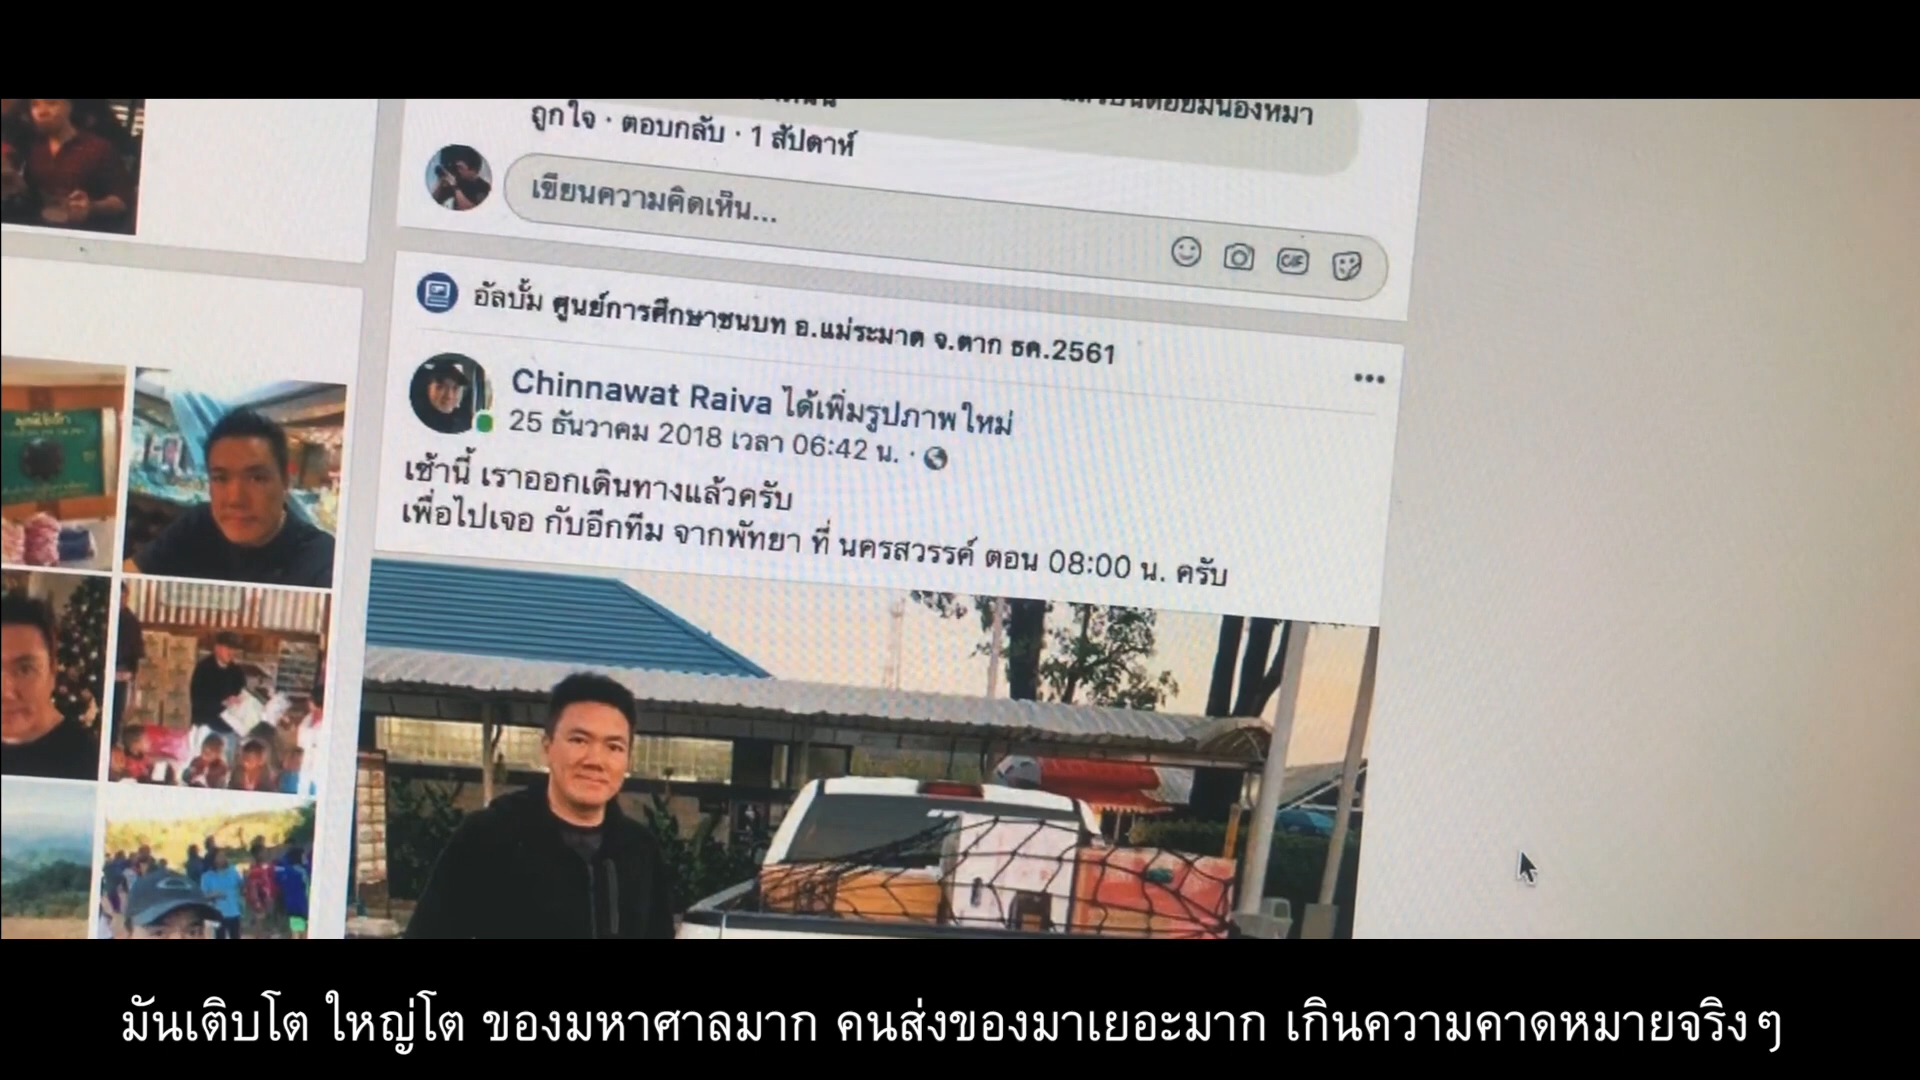 ถูกใจ · ตอบกลับ · 1 สัปดาห์
เขียนความคิดเห็น...
GIF
อัลบั้ม ศูนย์การศึกษาชนบท อ.แม่ระมาด จ.ตาก ธค.2561
Chinnawat Raiva ได้เพิ่มรูปภาพใหม่
25 ธันวาคม 2018 เวลา 06:42 น. ·
เช้านี้ เราออกเดินทางแล้วครับ
เพื่อไปเจอ กับอีกทีม จากพัทยา ที่ นครสวรรค์ ตอน 08:00 น. ครับ
มันเติบโต ใหญ่โต ของมหาศาลมาก คนส่งของมาเยอะมาก เกินความคาดหมายจริงๆ